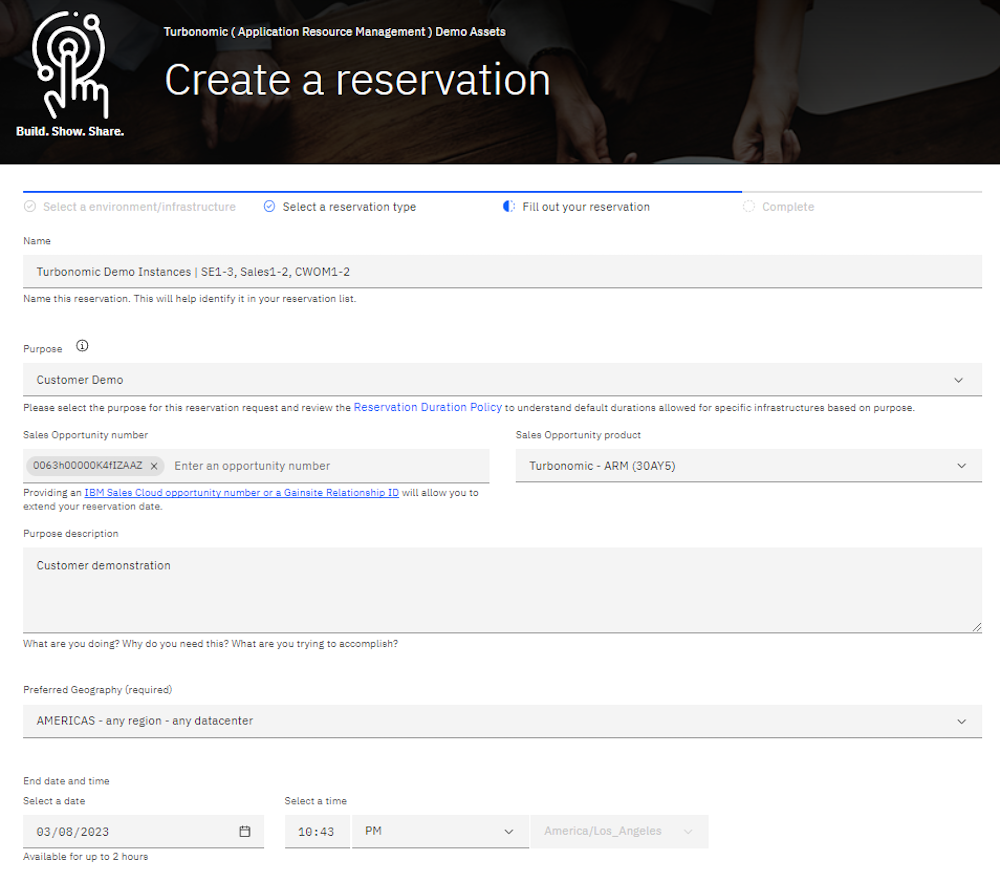 Turbonomic ( Application Resource Management ) Demo Assets
Create a reservation
Build. Show. Share.
Select a environment/infrastructure
Select a reservation type
Fill out your reservation
Complete
Name
Turbonomic Demo Instances | SE1-3, Sales1-2, CWOM1-2
Name this reservation. This will help identify it in your reservation list.
Purpose
Customer Demo
Please select the purpose for this reservation request and review the Reservation Duration Policy to understand default durations allowed for specific infrastructures based on purpose.
Sales Opportunity number
0063h00000K4fIZAAZ
Enter an opportunity number
Providing an IBM Sales Cloud opportunity number or a Gainsite Relationship ID will allow you to
extend your reservation date.
Sales Opportunity product
Turbonomic - ARM (30AY5)
Purpose description
Customer demonstration
What are you doing? Why do you need this? What are you trying to accomplish?
Preferred Geography (required)
AMERICAS - any region - any datacenter
End date and time
Select a date
03/08/2023
Available for up to 2 hours
Select a time
10:43
PM
America/Los_Angeles